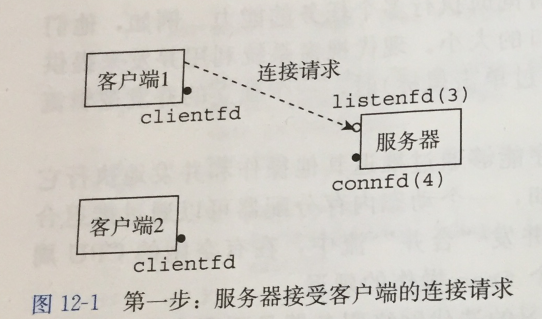 客户端1
连接请求
clientfd
listenfd(3)
服务器
connfd(4)
客户端2
clientfd
图 12-1 第一步：服务器接受客户端的连接请求